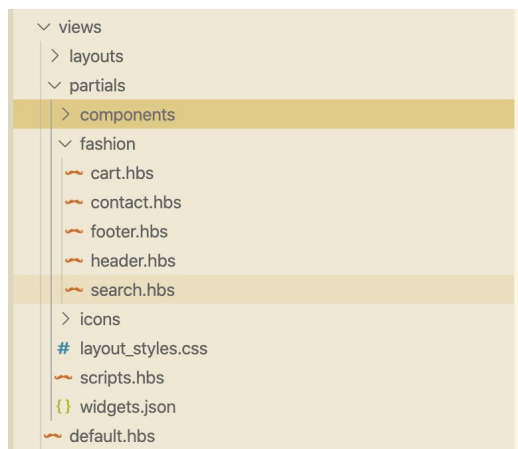 views
layouts
partials
components
fashion
cart.hbs
contact.hbs
footer.hbs
header.hbs
search.hbs
icons
# layout_styles.css
scripts.hbs
{} widgets.json
default.hbs